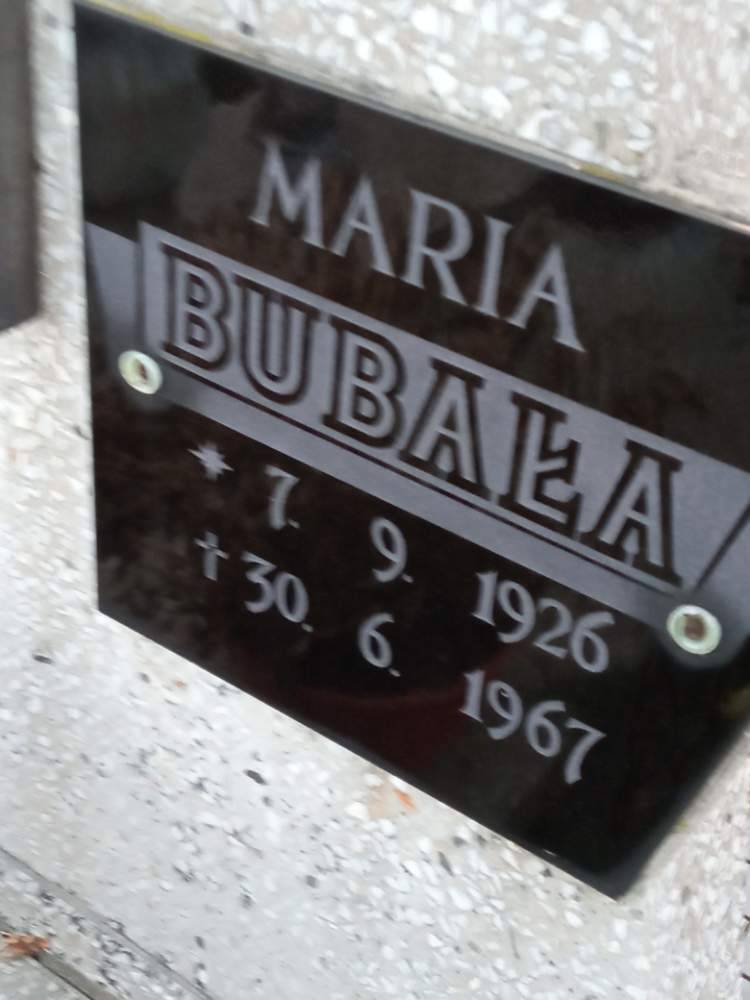 MARIA
BUBAŁA
* 7. 9. 1926
† 30. 6. 1967